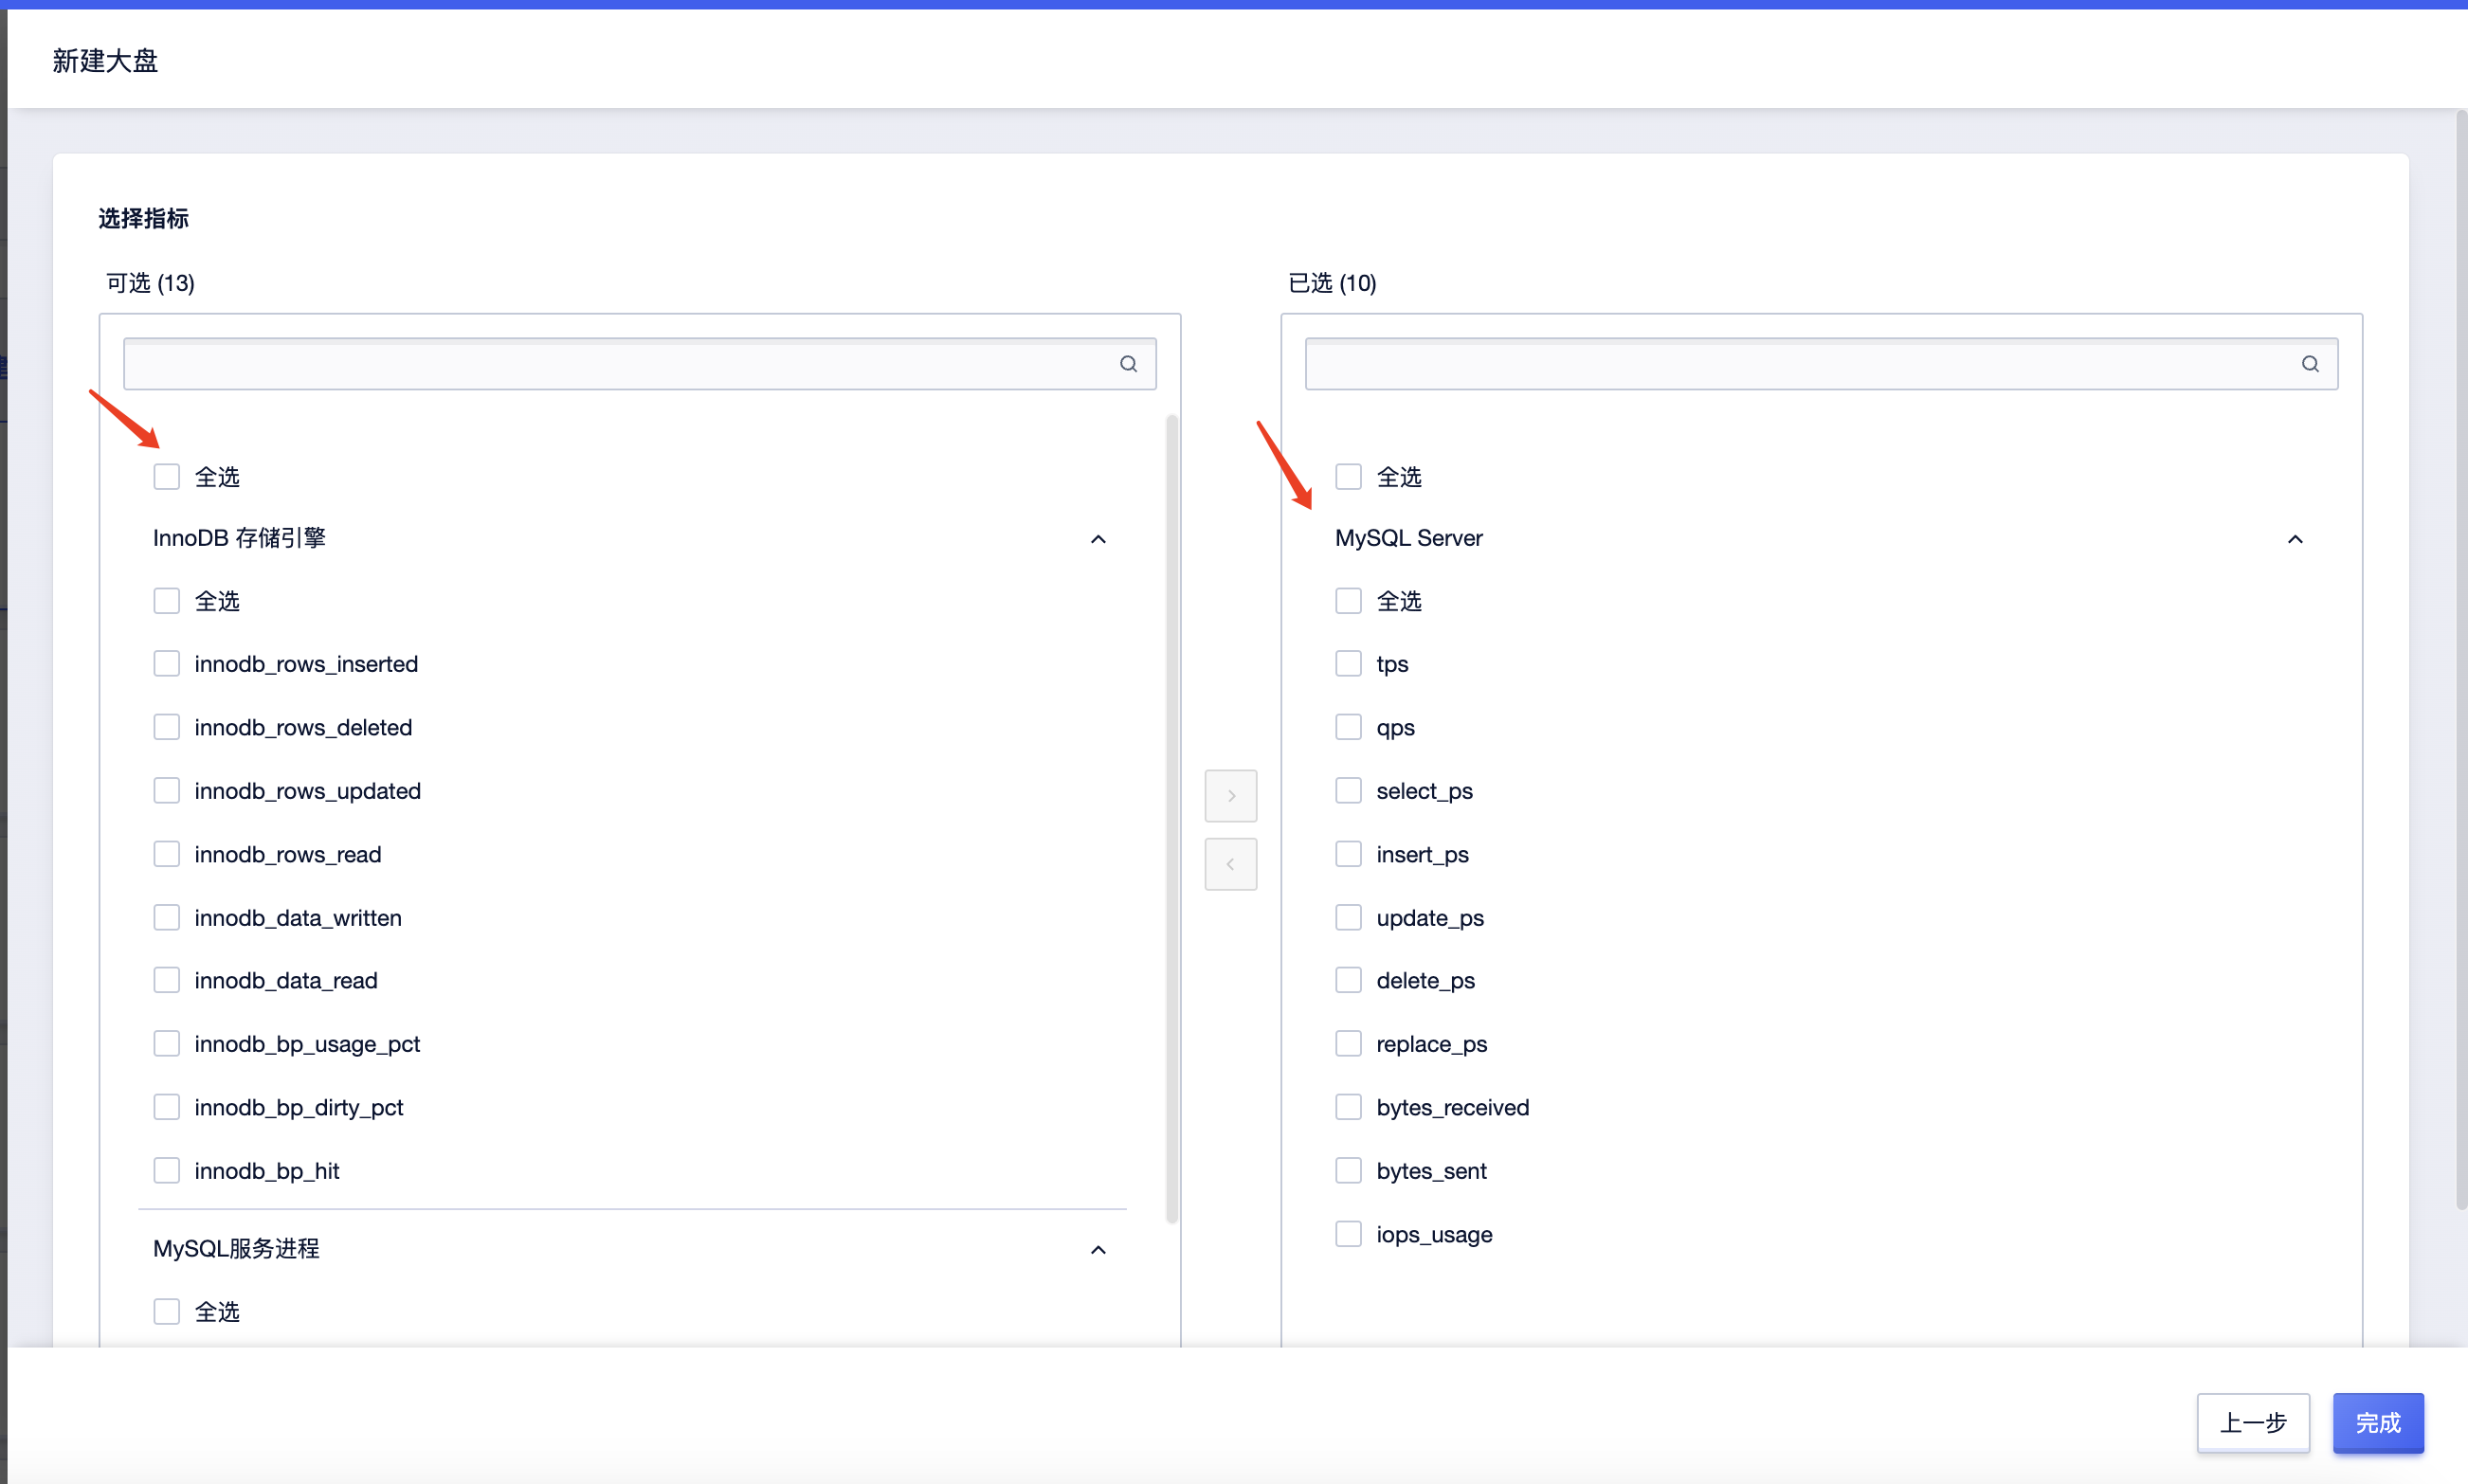 新建大盘
选择指标
可选 (13)
全选
InnoDB 存储引擎
全选
innodb_rows_inserted
innodb_rows_deleted
innodb_rows_updated
innodb_rows_read
innodb_data_written
innodb_data_read
innodb_bp_usage_pct
innodb_bp_dirty_pct
innodb_bp_hit
MySQL服务进程
全选
已选 (10)
全选
MySQL Server
全选
tps
qps
select_ps
insert_ps
update_ps
delete_ps
replace_ps
bytes_received
bytes_sent
iops_usage
上一步
完成